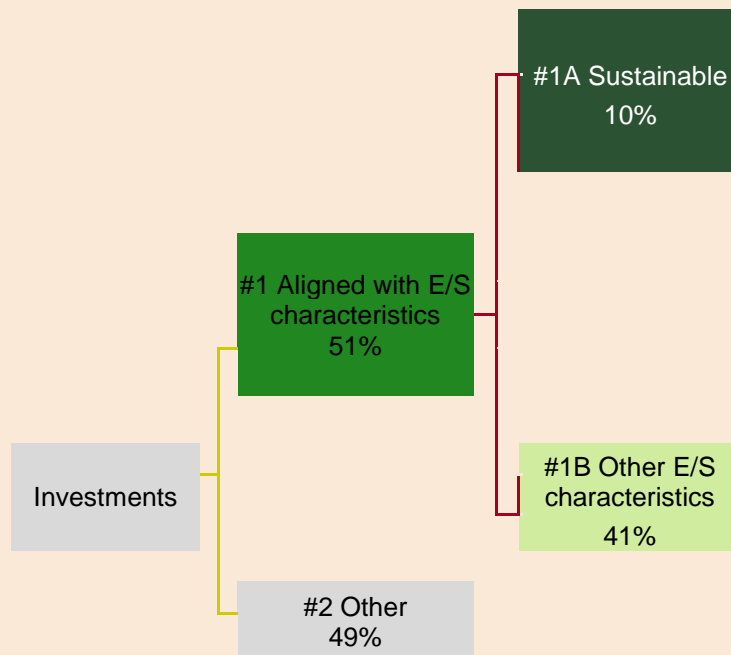 #1A Sustainable
10%
#1 Aligned with E/S
characteristics
51%
Investments
#1B Other E/S
characteristics
41%
#2 Other
49%